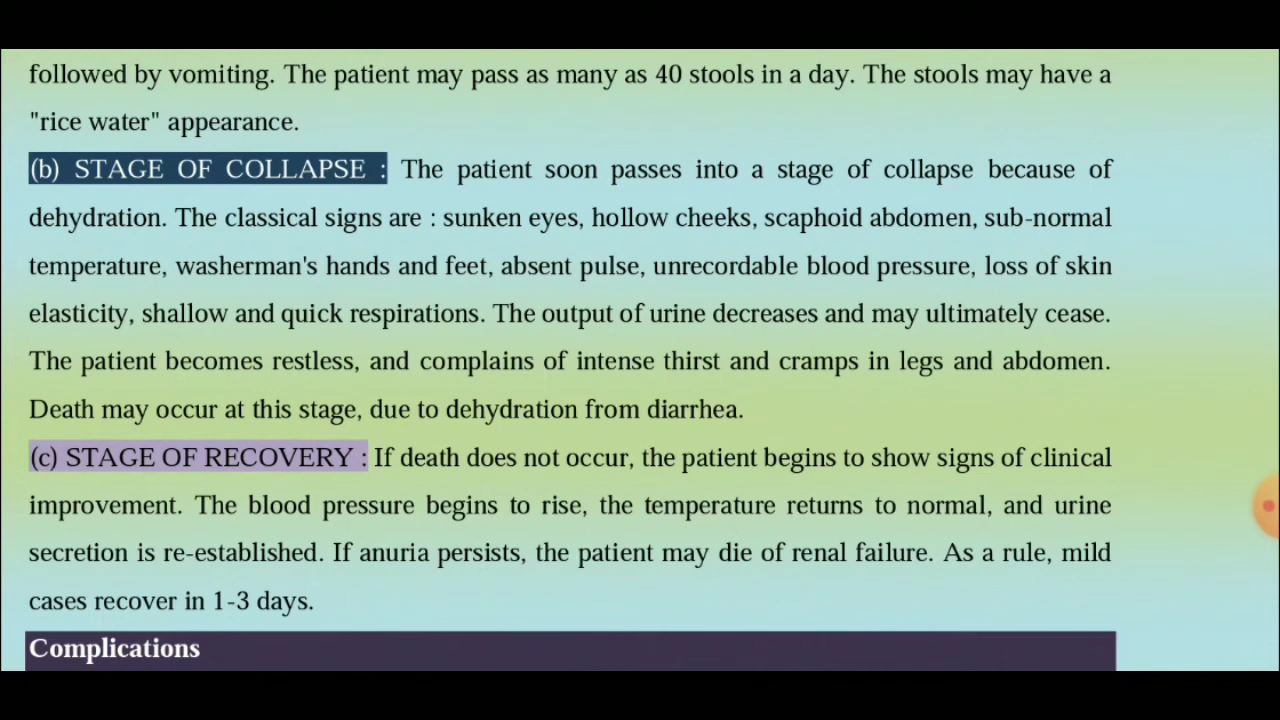 followed by vomiting. The patient may pass as many as 40 stools in a day. The stools may have a
"rice water" appearance.
(b) STAGE OF COLLAPSE : The patient soon passes into a stage of collapse because of
dehydration. The classical signs are : sunken eyes, hollow cheeks, scaphoid abdomen, sub-normal
temperature, washerman's hands and feet, absent pulse, unrecordable blood pressure, loss of skin
elasticity, shallow and quick respirations. The output of urine decreases and may ultimately cease.
The patient becomes restless, and complains of intense thirst and cramps in legs and abdomen.
Death may occur at this stage, due to dehydration from diarrhea.
(c) STAGE OF RECOVERY : If death does not occur, the patient begins to show signs of clinical
improvement. The blood pressure begins to rise, the temperature returns to normal, and urine
secretion is re-established. If anuria persists, the patient may die of renal failure. As a rule, mild
cases recover in 1-3 days.
Complications